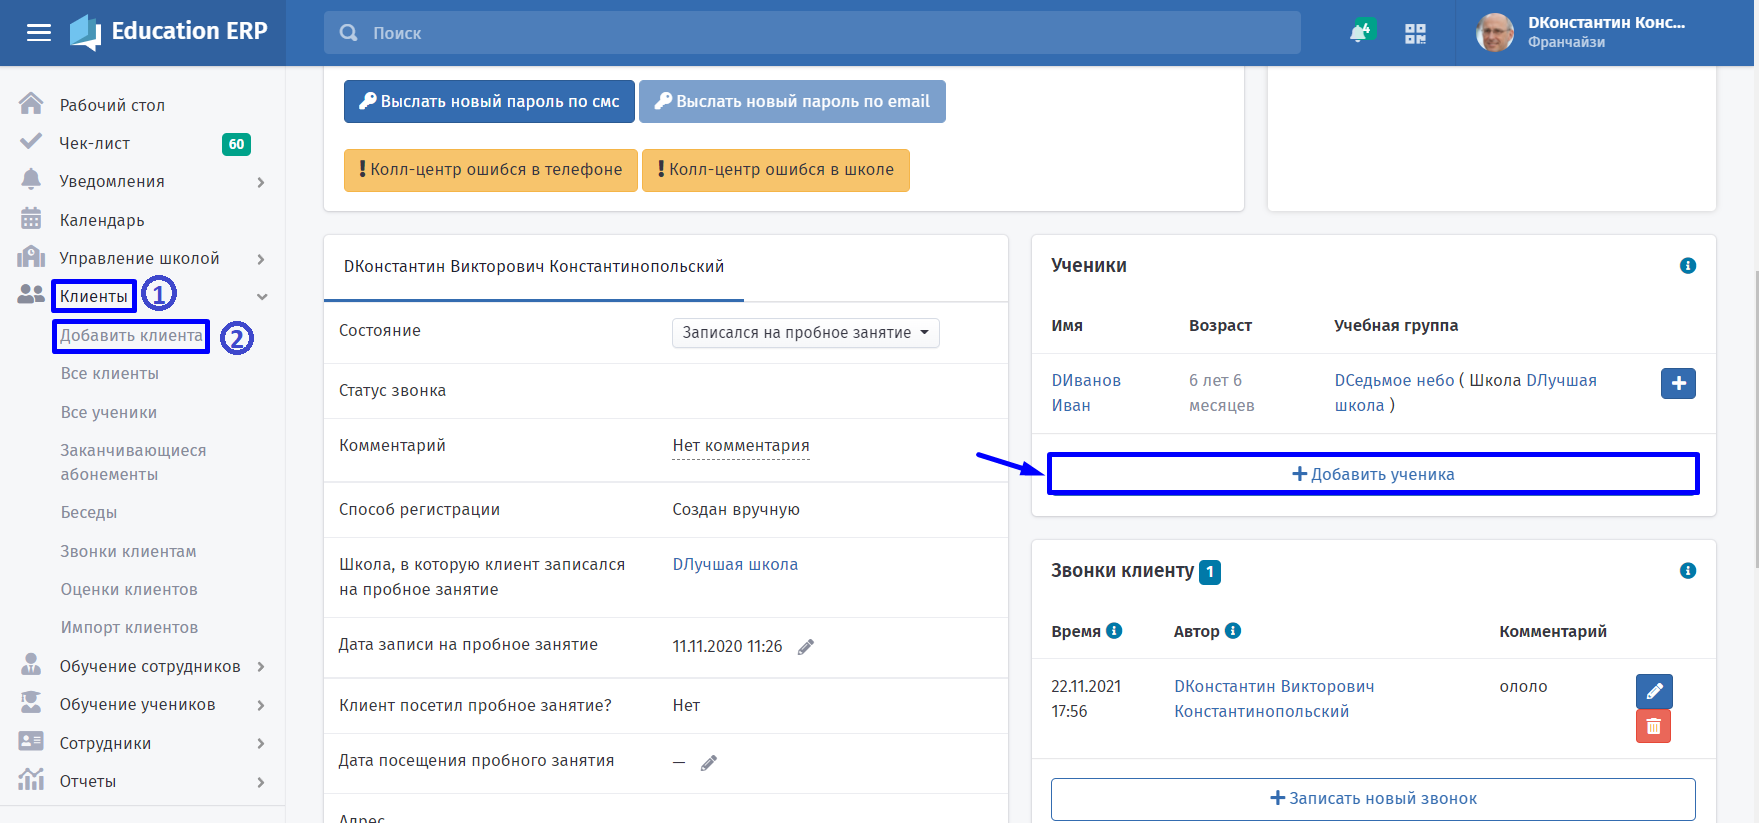 Education ERP
Поиск
4
DКонстантин Конс...
Франчайзи
Рабочий стол
Чек-лист
60
Уведомления
Календарь
Управление школой
Клиенты
1
Добавить клиента
2
Все клиенты
Все ученики
Заканчивающиеся
абонементы
Беседы
Звонки клиентам
Оценки клиентов
Импорт клиентов
Обучение сотрудников
Обучение учеников
Сотрудники
Отчеты
Выслать новый пароль по смс
Выслать новый пароль по email
Колл-центр ошибся в телефоне
Колл-центр ошибся в школе
DКонстантин Викторович Константинопольский
Состояние
Записался на пробное занятие
Статус звонка
Комментарий
Нет комментария
Способ регистрации
Создан вручную
Школа, в которую клиент записался
на пробное занятие
DЛучшая школа
Дата записи на пробное занятие
11.11.2020 11:26
Клиент посетил пробное занятие?
Нет
Дата посещения пробного занятия
—
Адрес
Ученики
Имя
Возраст
Учебная группа
DИванов
Иван
6 лет 6
месяцев
DСедьмое небо ( Школа DЛучшая
школа )
+ Добавить ученика
Звонки клиенту 1
Время
Автор
Комментарий
22.11.2021
17:56
DКонстантин Викторович
Константинопольский
ололо
+ Записать новый звонок